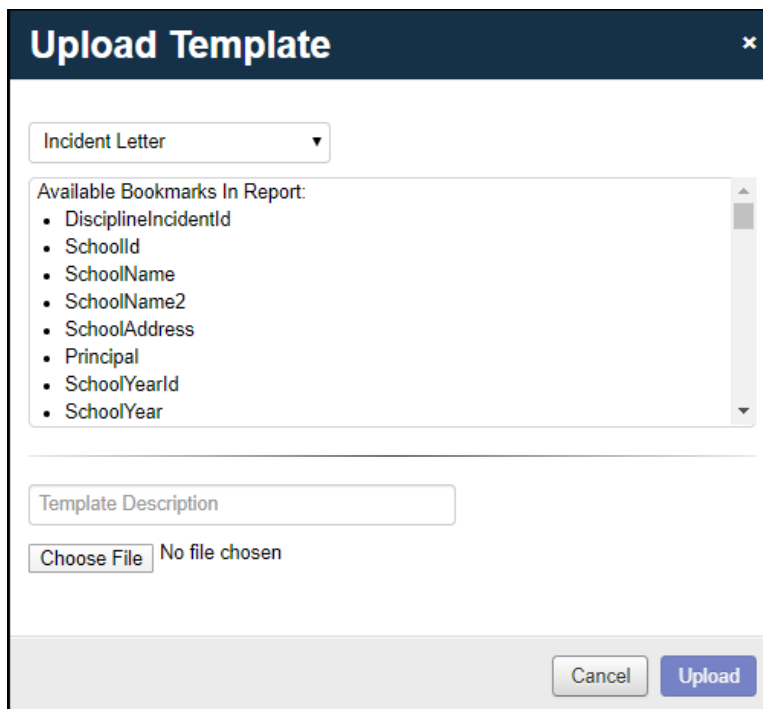 Upload Template
×
Incident Letter
Available Bookmarks In Report:
• DisciplineIncidentId
• SchoolId
• SchoolName
• SchoolName2
• SchoolAddress
• Principal
• SchoolYearId
• SchoolYear
Template Description
Choose File No file chosen
Cancel Upload